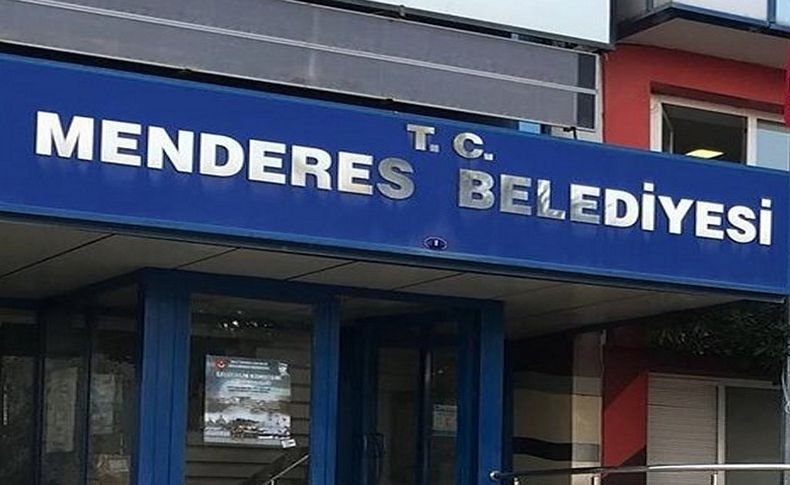 T. C.
MENDERES BELEDİYESİ